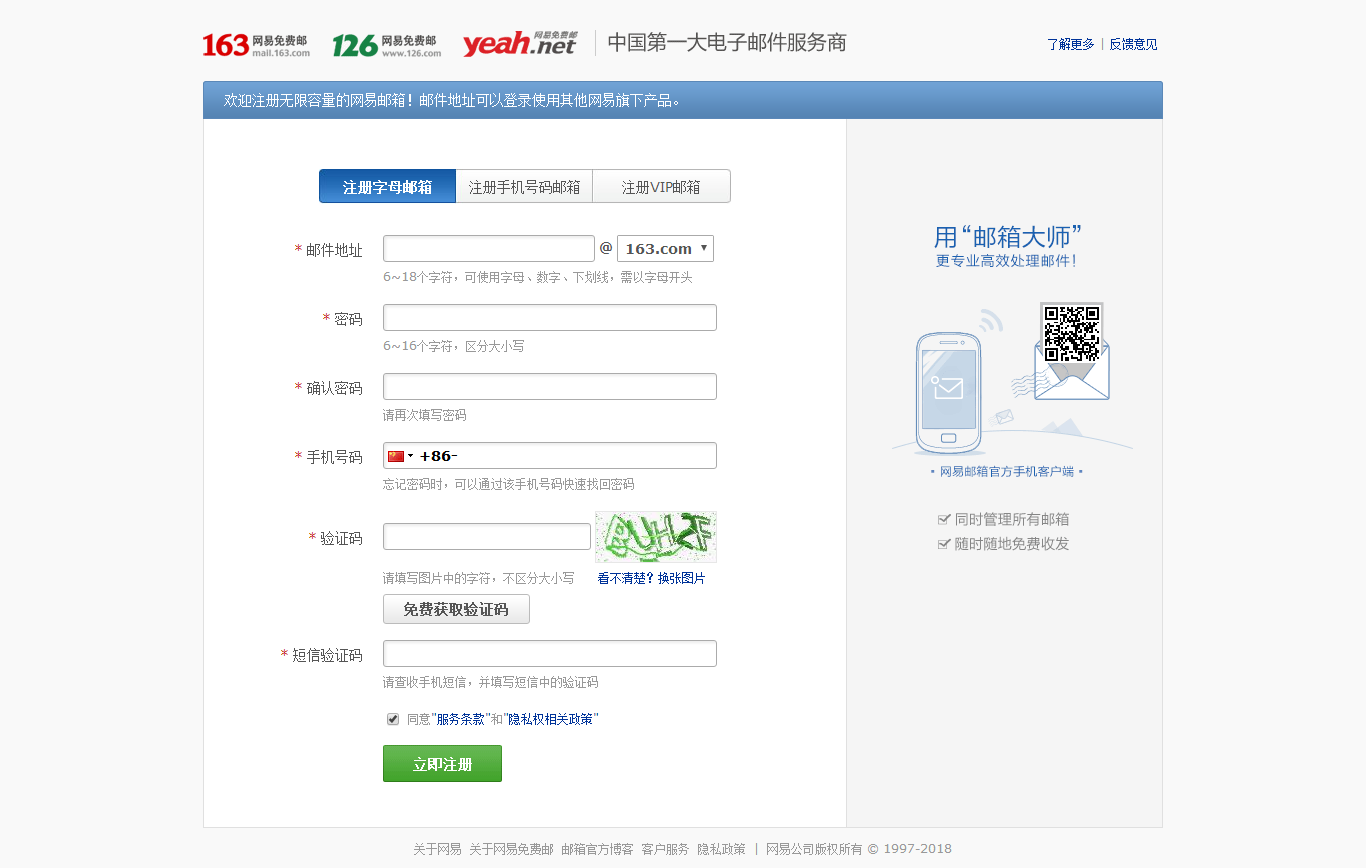 163 网易免费邮 mail.163.com 126 网易免费邮 www.126.com yeah.net 网易免费邮 中国第一大电子邮件服务商 了解更多 | 反馈意见
欢迎注册无限容量的网易邮箱！邮件地址可以登录使用其他网易旗下产品。
注册字母邮箱 注册手机号码邮箱 注册VIP邮箱
* 邮件地址 @ 163.com
6~18个字符，可使用字母、数字、下划线，需以字母开头
* 密码
6~16个字符，区分大小写
* 确认密码
请再次填写密码
* 手机号码 +86-
忘记密码时，可以通过该手机号码快速找回密码
* 验证码
请填写图片中的字符，不区分大小写 看不清楚？换张图片
免费获取验证码
* 短信验证码
请查收手机短信，并填写短信中的验证码
同意"服务条款"和"隐私权相关政策"
立即注册
用“邮箱大师”
更专业高效处理邮件！
• 网易邮箱官方手机客户端 •
同时管理所有邮箱
随时随地免费收发
关于网易 关于网易免费邮 邮箱官方博客 客户服务 隐私政策 | 网易公司版权所有 © 1997-2018